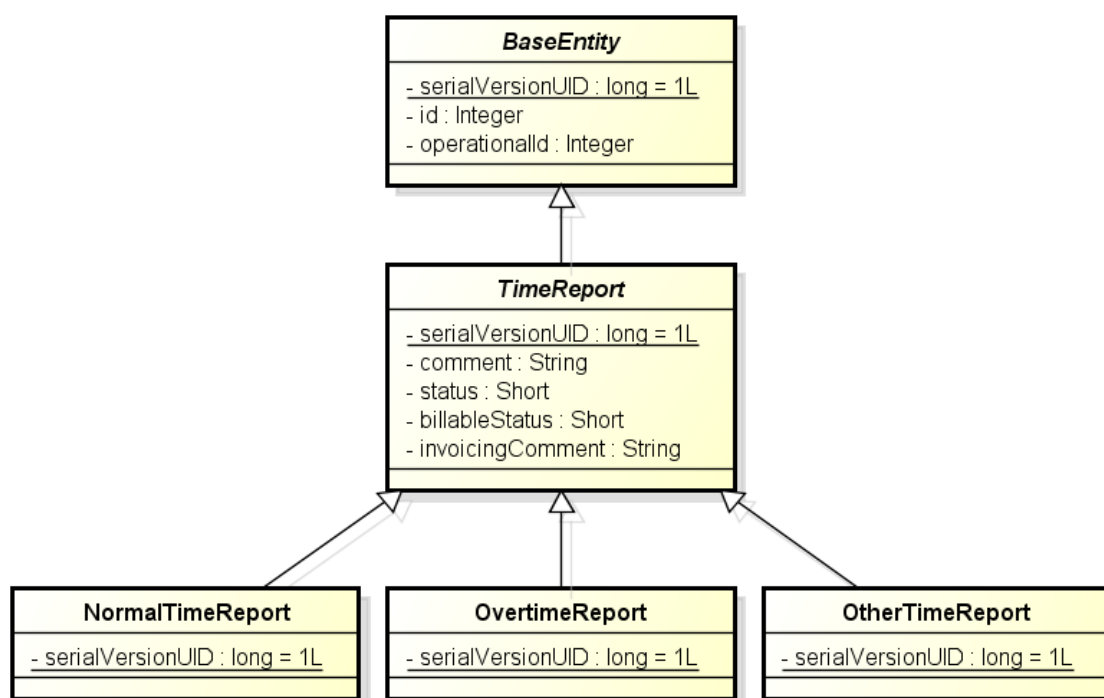 BaseEntity
- serialVersionUID : long = 1L
- id : Integer
- operationalId : Integer
TimeReport
- serialVersionUID : long = 1L
- comment : String
- status : Short
- billableStatus : Short
- invoicingComment : String
NormalTimeReport
- serialVersionUID : long = 1L
OvertimeReport
- serialVersionUID : long = 1L
OtherTimeReport
- serialVersionUID : long = 1L